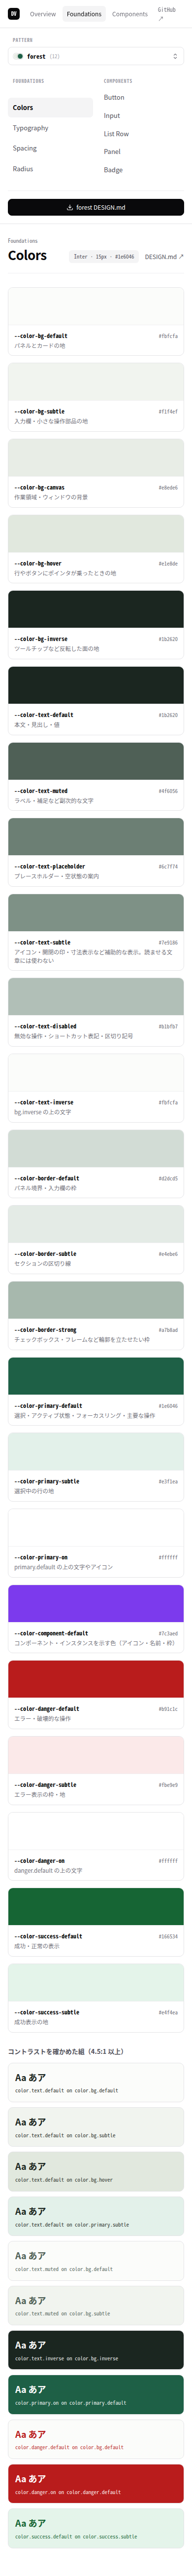 DV
Overview
Foundations
Components
GitHub
↗
PATTERN
forest (12)
FOUNDATIONS
Colors
Typography
Spacing
Radius
COMPONENTS
Button
Input
List Row
Panel
Badge
forest DESIGN.md
Foundations
Colors
Inter · 15px · #1e6046
DESIGN.md ↗
--color-bg-default #fbfcfa
パネルとカードの地
--color-bg-subtle #f1f4ef
入力欄・小さな操作部品の地
--color-bg-canvas #e8ede6
作業領域・ウィンドウの背景
--color-bg-hover #e1e8de
行やボタンにポインタが乗ったときの地
--color-bg-inverse #1b2620
ツールチップなど反転した面の地
--color-text-default #1b2620
本文・見出し・値
--color-text-muted #4f6056
ラベル・補足など副次的な文字
--color-text-placeholder #6c7f74
プレースホルダー・空状態の案内
--color-text-subtle #7e9186
アイコン・開閉の印・寸法表示など補助的な表示。読ませる文
章には使わない
--color-text-disabled #b1bfb7
無効な操作・ショートカット表記・区切り記号
--color-text-inverse #fbfcfa
bg.inverse の上の文字
--color-border-default #d2dcd5
パネル境界・入力欄の枠
--color-border-subtle #e4ebe6
セクションの区切り線
--color-border-strong #a7b8ad
チェックボックス・フレームなど輪郭を立たせたい枠
--color-primary-default #1e6046
選択・アクティブ状態・フォーカスリング・主要な操作
--color-primary-subtle #e3f1ea
選択中の行の地
--color-primary-on #ffffff
primary.default の上の文字やアイコン
--color-component-default #7c3aed
コンポーネント・インスタンスを示す色（アイコン・名前・枠）
--color-danger-default #b91c1c
エラー・破壊的な操作
--color-danger-subtle #fbe9e9
エラー表示の枠・地
--color-danger-on #ffffff
danger.default の上の文字
--color-success-default #166534
成功・正常の表示
--color-success-subtle #e4f4ea
成功表示の地
コントラストを確かめた組（4.5:1 以上）
Aa あア
color.text.default on color.bg.default
Aa あア
color.text.default on color.bg.subtle
Aa あア
color.text.default on color.bg.hover
Aa あア
color.text.default on color.primary.subtle
Aa あア
color.text.muted on color.bg.default
Aa あア
color.text.muted on color.bg.subtle
Aa あア
color.text.inverse on color.bg.inverse
Aa あア
color.primary.on on color.primary.default
Aa あア
color.danger.default on color.bg.default
Aa あア
color.danger.on on color.danger.default
Aa あア
color.success.default on color.success.subtle